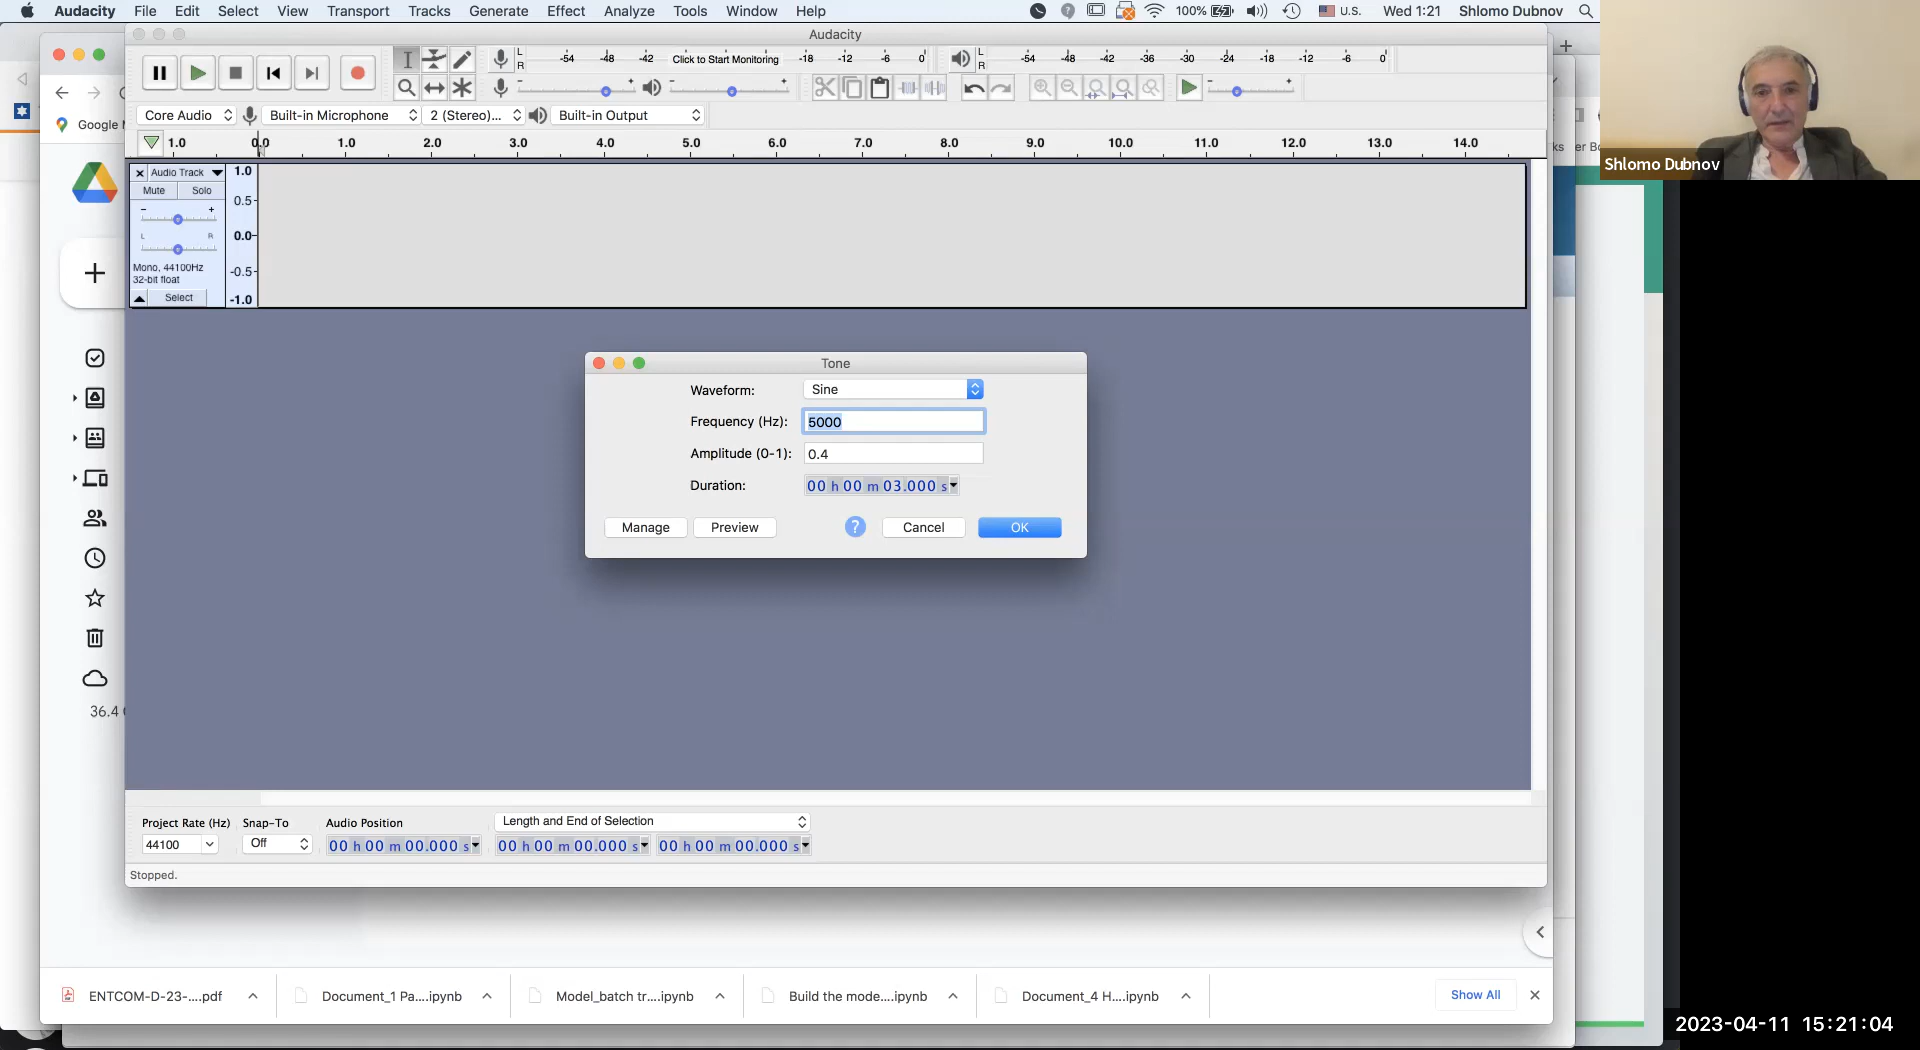 Audacity File Edit Select View Transport Tracks Generate Effect Analyze Tools Window Help 100% U.S. Wed 1:21 Shlomo Dubnov
Audacity
L
R
-54 -48 -42 Click to Start Monitoring -18 -12 -6 0
L
R
-54 -48 -42 -36 -30 -24 -18 -12 -6 0
Core Audio Built-in Microphone 2 (Stereo)... Built-in Output
Google
1.0 0.0 1.0 2.0 3.0 4.0 5.0 6.0 7.0 8.0 9.0 10.0 11.0 12.0 13.0 14.0
Shlomo Dubnov
Audio Track
Mute Solo
- +
L R
Mono, 44100Hz
32-bit float
Select
1.0
0.5
0.0
-0.5
-1.0
Tone
Waveform: Sine
Frequency (Hz): 5000
Amplitude (0-1): 0.4
Duration: 00 h 00 m 03.000 s
Manage Preview ? Cancel OK
36.4
Project Rate (Hz) Snap-To Audio Position Length and End of Selection
44100 Off 00 h 00 m 00.000 s 00 h 00 m 00.000 s 00 h 00 m 00.000 s
Stopped.
ENTCOM-D-23-....pdf Document_1 Pa....ipynb Model_batch tr....ipynb Build the mode....ipynb Document_4 H....ipynb Show All
2023-04-11 15:21:04